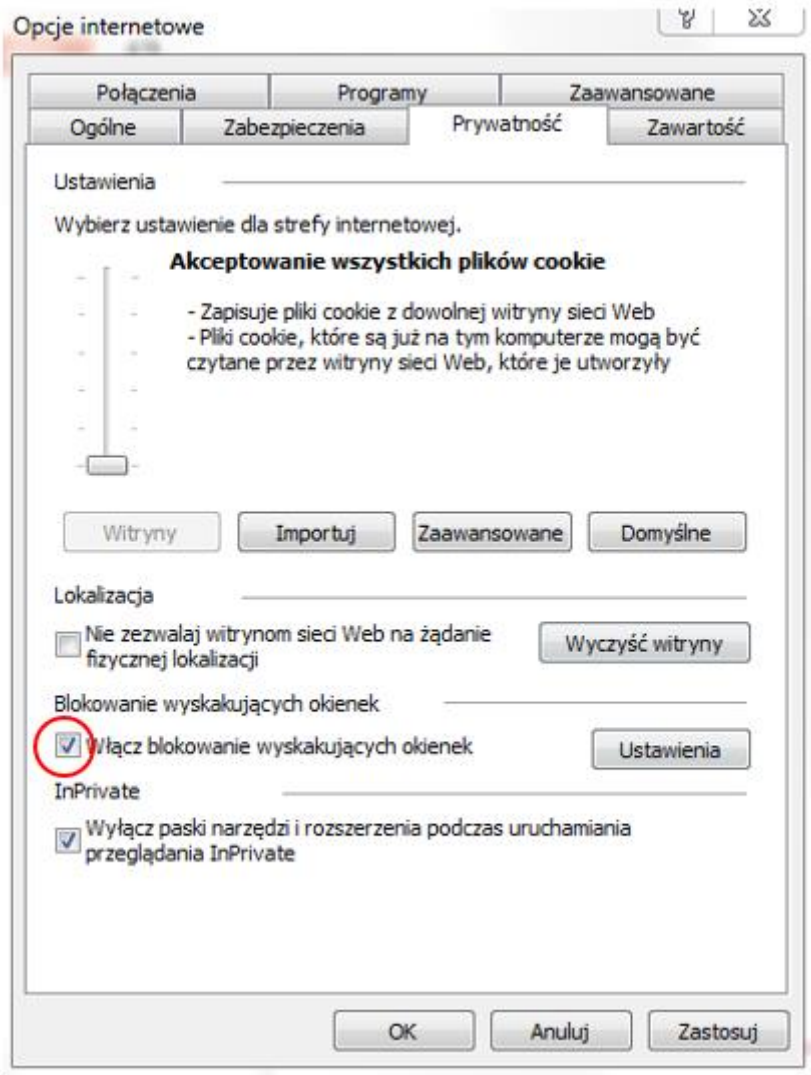 Opcje internetowe
Połączenia Programy Zaawansowane
Ogólne Zabezpieczenia Prywatność Zawartość
Ustawienia
Wybierz ustawienie dla strefy internetowej.
Akceptowanie wszystkich plików cookie
- Zapisuje pliki cookie z dowolnej witryny sieci Web
- Pliki cookie, które są już na tym komputerze mogą być
czytane przez witryny sieci Web, które je utworzyły
Witryny Importuj Zaawansowane Domyślne
Lokalizacja
Nie zezwalaj witrynom sieci Web na żądanie
fizycznej lokalizacji
Wyczyść witryny
Blokowanie wyskakujących okienek
Włącz blokowanie wyskakujących okienek Ustawienia
InPrivate
Wyłącz paski narzędzi i rozszerzenia podczas uruchamiania
przeglądania InPrivate
OK Anuluj Zastosuj